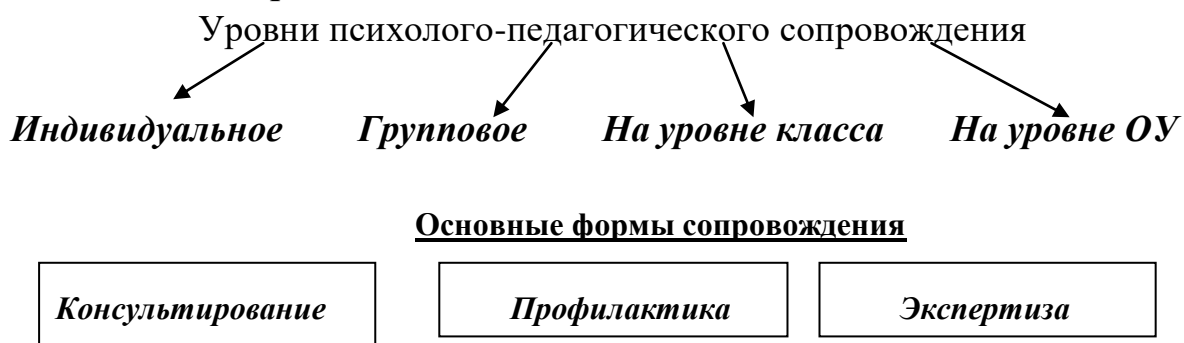 Уровни психолого-педагогического сопровождения
Индивидуальное Групповое На уровне класса На уровне ОУ
Основные формы сопровождения
Консультирование Профилактика Экспертиза